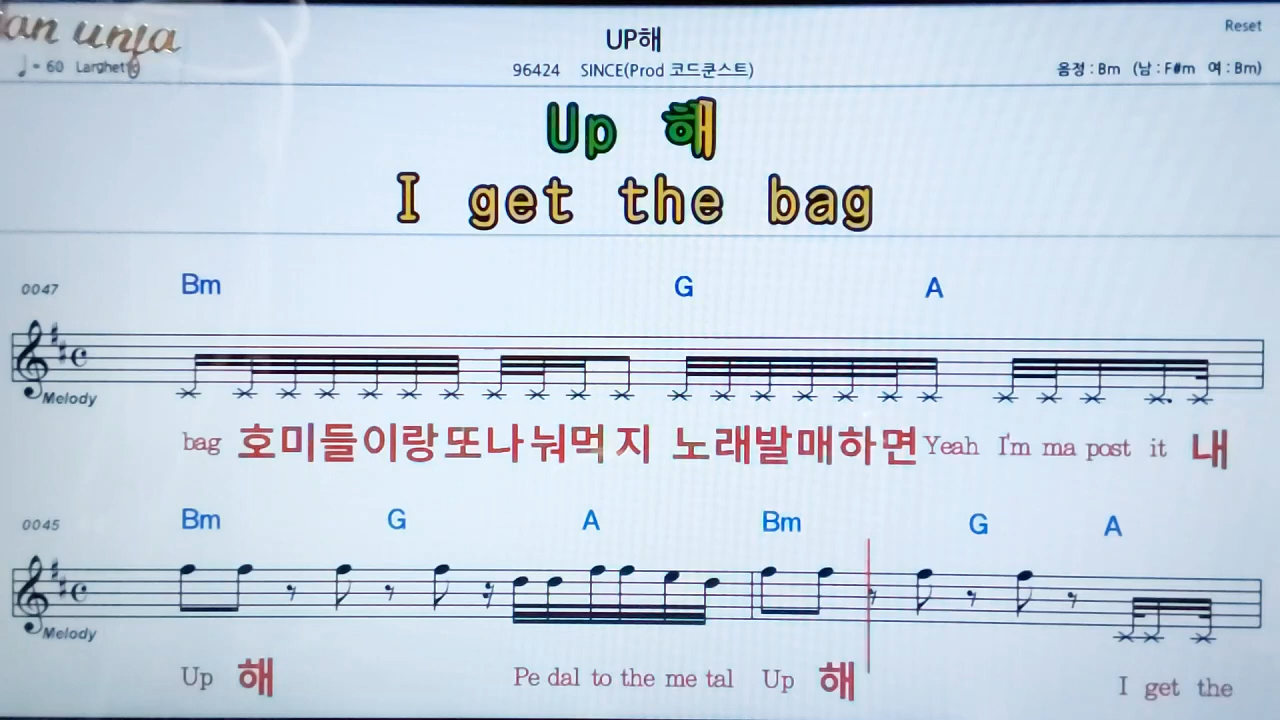 an unja
UP해
Reset
♩= 60 Larghetto
96424 SINCE(Prod 코드쿤스트)
음정 : Bm (남 : F#m 여 : Bm)
Up 해
I get the bag
0047 Bm G A
Melody
bag 호미들이랑또나눠먹지 노래발매하면 Yeah I'm ma post it 내
0045 Bm G A Bm G A
Melody
Up 해 Pe dal to the me tal Up 해 I get the